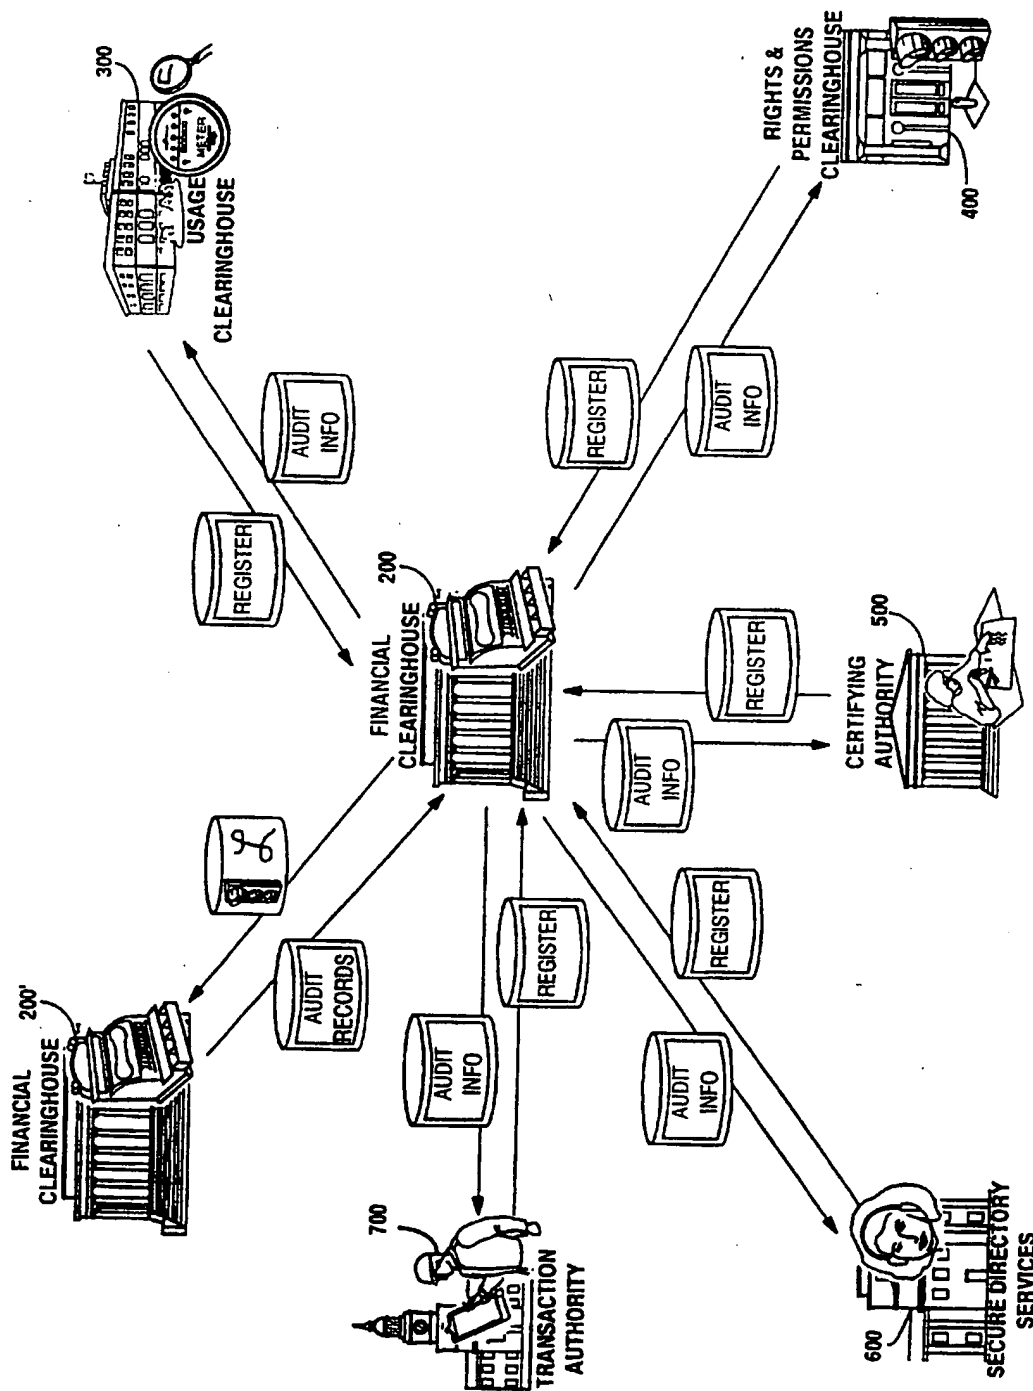 FINANCIAL
CLEARINGHOUSE
200'
TRANSACTION
AUTHORITY
700
SECURE DIRECTORY
SERVICES
600
AUDIT
RECORDS
AUDIT
INFO
REGISTER
AUDIT
INFO
REGISTER
FINANCIAL
CLEARINGHOUSE
200
AUDIT
INFO
REGISTER
CERTIFYING
AUTHORITY
500
REGISTER
AUDIT
INFO
USAGE
CLEARINGHOUSE
300
METER
REGISTER
AUDIT
INFO
RIGHTS &
PERMISSIONS
CLEARINGHOUSE
400